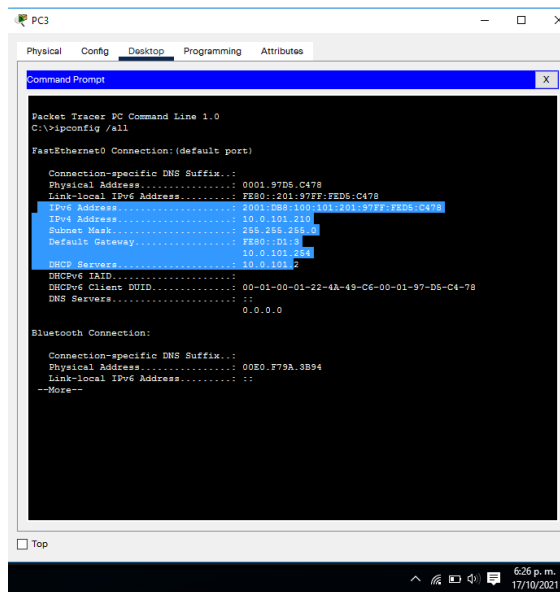 PC3
Physical Config Desktop Programming Attributes
Command Prompt
X
Packet Tracer PC Command Line 1.0
C:\>ipconfig /all
FastEthernet0 Connection:(default port)
Connection-specific DNS Suffix..:
Physical Address................: 0001.97D5.C478
Link-local IPv6 Address.........: FE80::201:97FF:FED5:C478
IPv6 Address....................: 2001:DB8:100:101:201:97FF:FED5:C478
IPv4 Address....................: 10.0.101.210
Subnet Mask.....................: 255.255.255.0
Default Gateway.................: FE80::D1:3
10.0.101.254
DHCP Servers....................: 10.0.101.2
DHCPv6 IAID.....................:
DHCPv6 Client DUID..............: 00-01-00-01-22-4A-49-C6-00-01-97-D5-C4-78
DNS Servers.....................: ::
0.0.0.0
Bluetooth Connection:
Connection-specific DNS Suffix..:
Physical Address................: 00E0.F79A.3B94
Link-local IPv6 Address.........: ::
--More--
Top
6:26 p. m.
17/10/2021